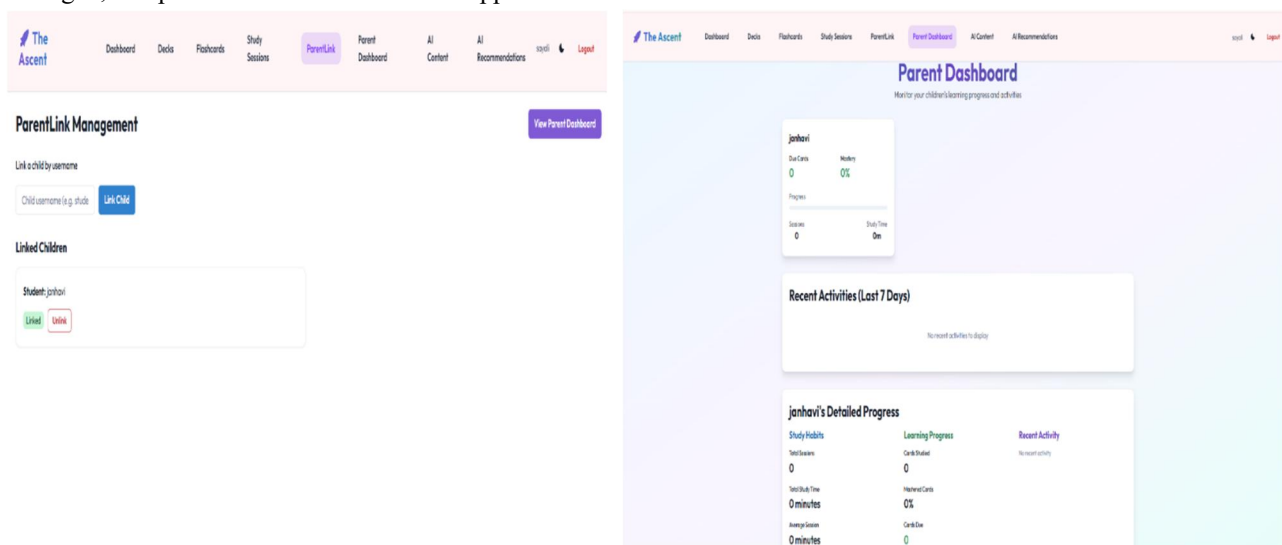 The
Ascent
Dashboard
Decks
Flashcards
Study
Sessions
ParentLink
Parent
Dashboard
AI
Content
AI
Recommendations
sayali
Logout
ParentLink Management
View Parent Dashboard
Link a child by username
Child username (e.g. stude
Link Child
Linked Children
Student: janhavi
Linked
Unlink
The Ascent
Dashboard
Decks
Flashcards
Study Sessions
ParentLink
Parent Dashboard
AI Content
AI Recommendations
sayali
Logout
Parent Dashboard
Monitor your children's learning progress and activities
janhavi
Due Cards
Mastery
0
0%
Progress
Sessions
Study Time
0
0m
Recent Activities (Last 7 Days)
No recent activities to display
janhavi's Detailed Progress
Study Habits
Learning Progress
Recent Activity
Total Sessions
Cards Studied
No recent activity
0
0
Total Study Time
Mastered Cards
0 minutes
0%
Average Session
Cards Due
0 minutes
0